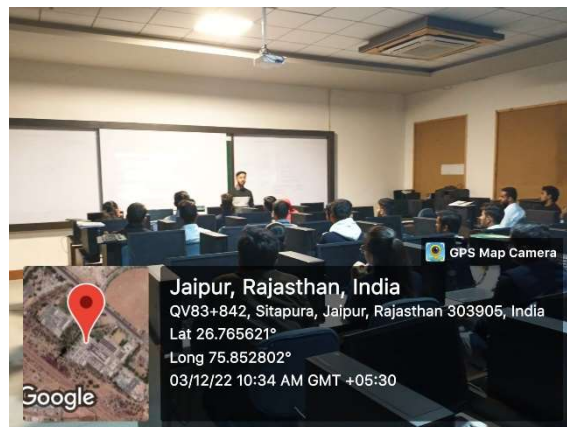 GPS Map Camera
Jaipur, Rajasthan, India
QV83+842, Sitapura, Jaipur, Rajasthan 303905, India
Lat 26.765621°
Long 75.852802°
03/12/22 10:34 AM GMT +05:30
Google